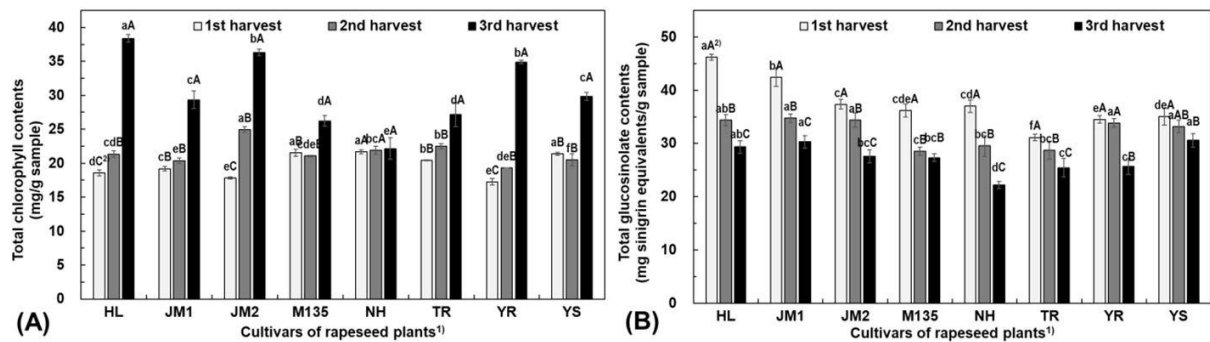 Total chlorophyll contents
(mg/g sample)
40
35
30
25
20
15
10
5
0
1st harvest 2nd harvest 3rd harvest
dC²⁾ cdB aA
cB cB cA
eC aB bA
aB cdeB dA
aA bcA eA
bB bB dA
eC deB bA
aB fB cA
HL JM1 JM2 M135 NH TR YR YS
Cultivars of rapeseed plants¹⁾
(A)
Total glucosinolate contents
(mg sinigrin equivalents/g sample)
50
40
30
20
10
0
1st harvest 2nd harvest 3rd harvest
aA²⁾ abB abC
bA aB aC
cA aB bcC
cdeA cB bcB
cdA bcB dC
fA bcB cC
eA aA cB
deA aAB aB
HL JM1 JM2 M135 NH TR YR YS
Cultivars of rapeseed plants¹⁾
(B)